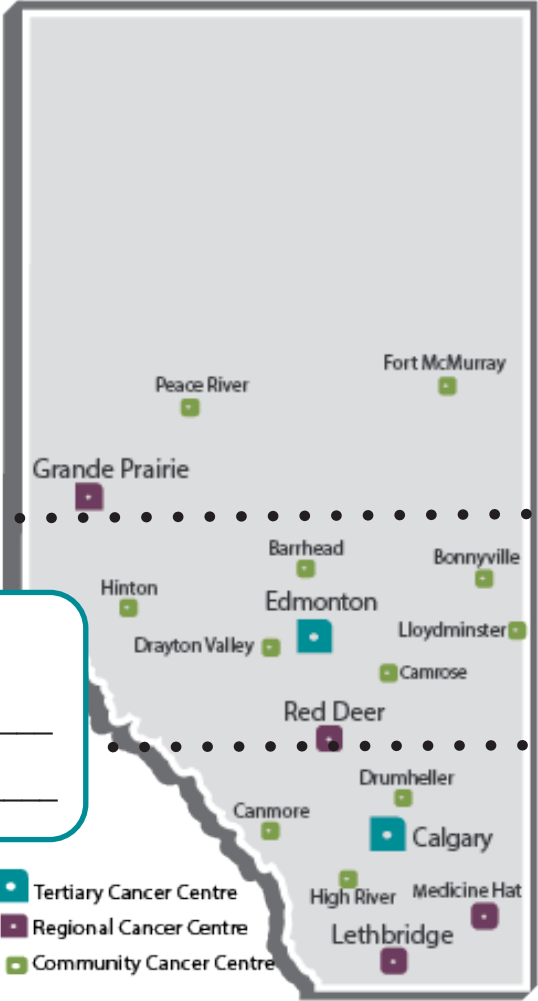 Fort McMurray
Peace River
Grande Prairie
Barrhead
Bonnyville
Hinton
Edmonton
Lloydminster
Drayton Valley
Camrose
Red Deer
Drumheller
Canmore
Calgary
High River
Medicine Hat
Lethbridge
Tertiary Cancer Centre
Regional Cancer Centre
Community Cancer Centre